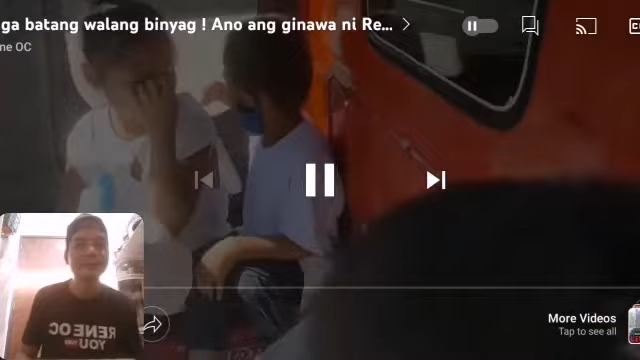 ga batang walang binyag ! Ano ang ginawa ni Re...
ne OC
RENE OC
YOU
More Videos
Tap to see all